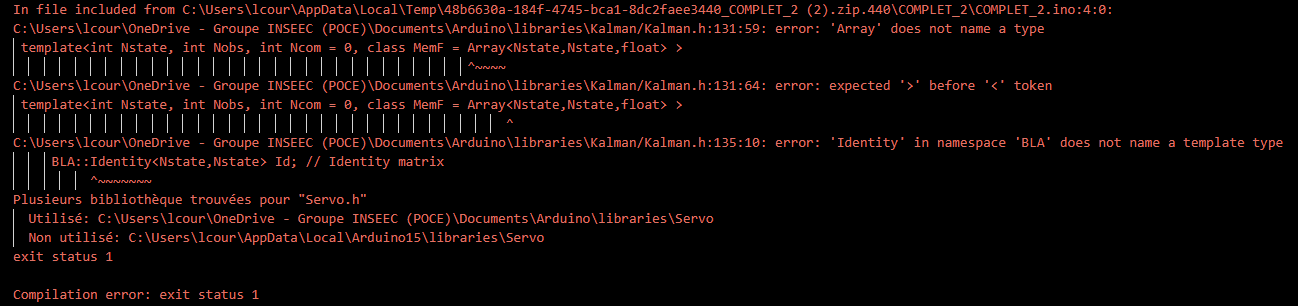 In file included from C:\Users\lcour\AppData\Local\Temp\48b6630a-184f-4745-bca1-8dc2faee3440_COMPLET_2 (2).zip.440\COMPLET_2\COMPLET_2.ino:4:0:
C:\Users\lcour\OneDrive - Groupe INSEEC (POCE)\Documents\Arduino\libraries\Kalman/Kalman.h:131:59: error: 'Array' does not name a type
template<int Nstate, int Nobs, int Ncom = 0, class MemF = Array<Nstate,Nstate,float> >
^~~~~
C:\Users\lcour\OneDrive - Groupe INSEEC (POCE)\Documents\Arduino\libraries\Kalman/Kalman.h:131:64: error: expected '>' before '<' token
template<int Nstate, int Nobs, int Ncom = 0, class MemF = Array<Nstate,Nstate,float> >
^
C:\Users\lcour\OneDrive - Groupe INSEEC (POCE)\Documents\Arduino\libraries\Kalman/Kalman.h:135:10: error: 'Identity' in namespace 'BLA' does not name a template type
BLA::Identity<Nstate,Nstate> Id; // Identity matrix
^~~~~~~~
Plusieurs bibliothèque trouvées pour "Servo.h"
Utilisé: C:\Users\lcour\OneDrive - Groupe INSEEC (POCE)\Documents\Arduino\libraries\Servo
Non utilisé: C:\Users\lcour\AppData\Local\Arduino15\libraries\Servo
exit status 1
Compilation error: exit status 1